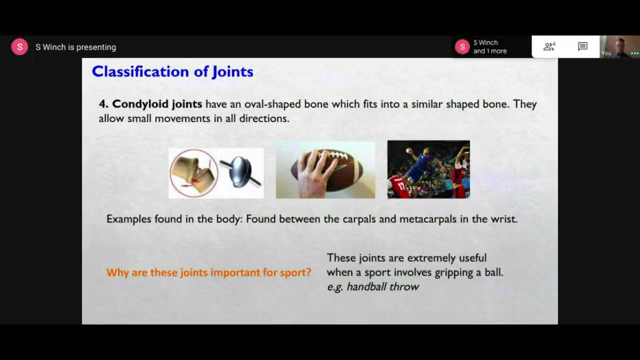 S
S Winch is presenting
S
S Winch
and 1 more
You
Classification of Joints
4. Condyloid joints have an oval-shaped bone which fits into a similar shaped bone. They
allow small movements in all directions.
Examples found in the body: Found between the carpals and metacarpals in the wrist.
Why are these joints important for sport?
These joints are extremely useful
when a sport involves gripping a ball.
e.g. handball throw